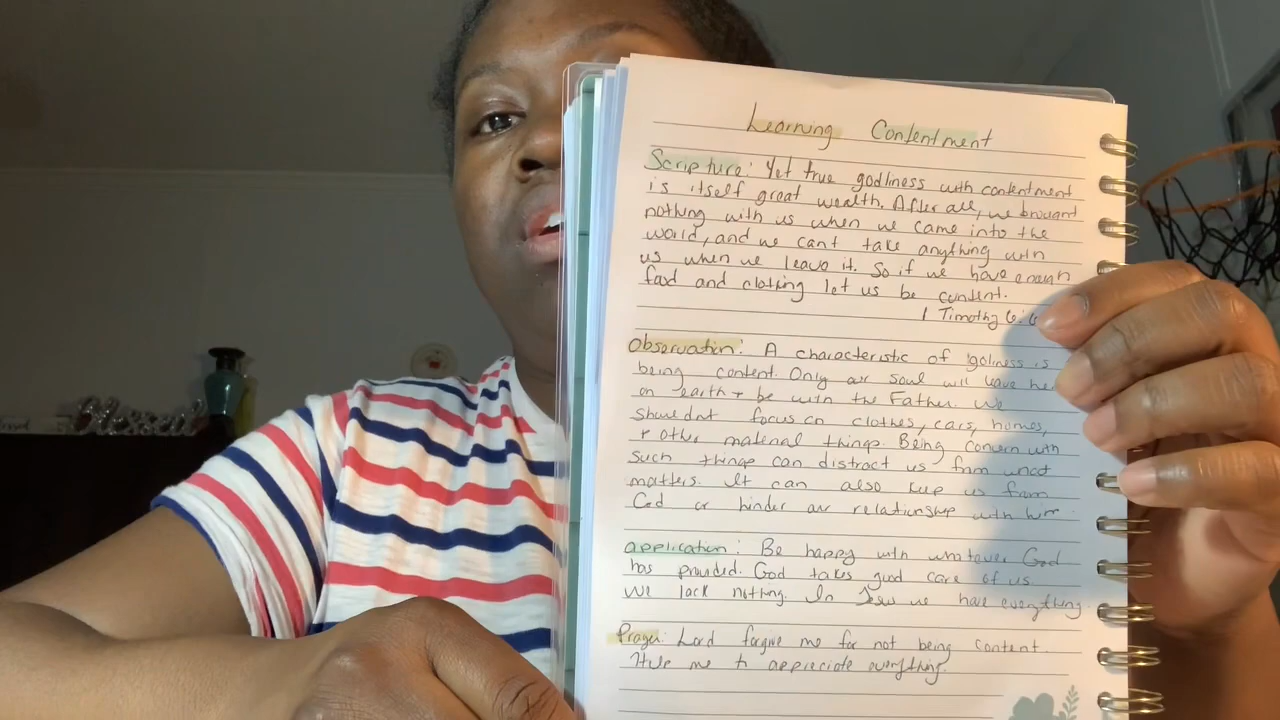 Learning Contentment
Scripture: Yet true godliness with contentment
is itself great wealth. After all, we brought
nothing with us when we came into the
world, and we cant take anything with
us when we leave it. So if we have enough
food and clothing let us be content.
1 Timothy 6:6
Observation: A characteristic of golness is
being content. Only our soul will leave he
on earth + be with the Father. We
shouldnt focus on clothes, cars, homes,
+ other material things. Being concern with
such things can distract us from what
matters. It can also keep us from
God or hinder our relationship with him.
application: Be happy with whatever God
has provided. God takes good care of us.
We lack nothing. In Jesus we have everything
Prayer: Lord forgive me for not being content
Help me to appreciate everything.
Blessed